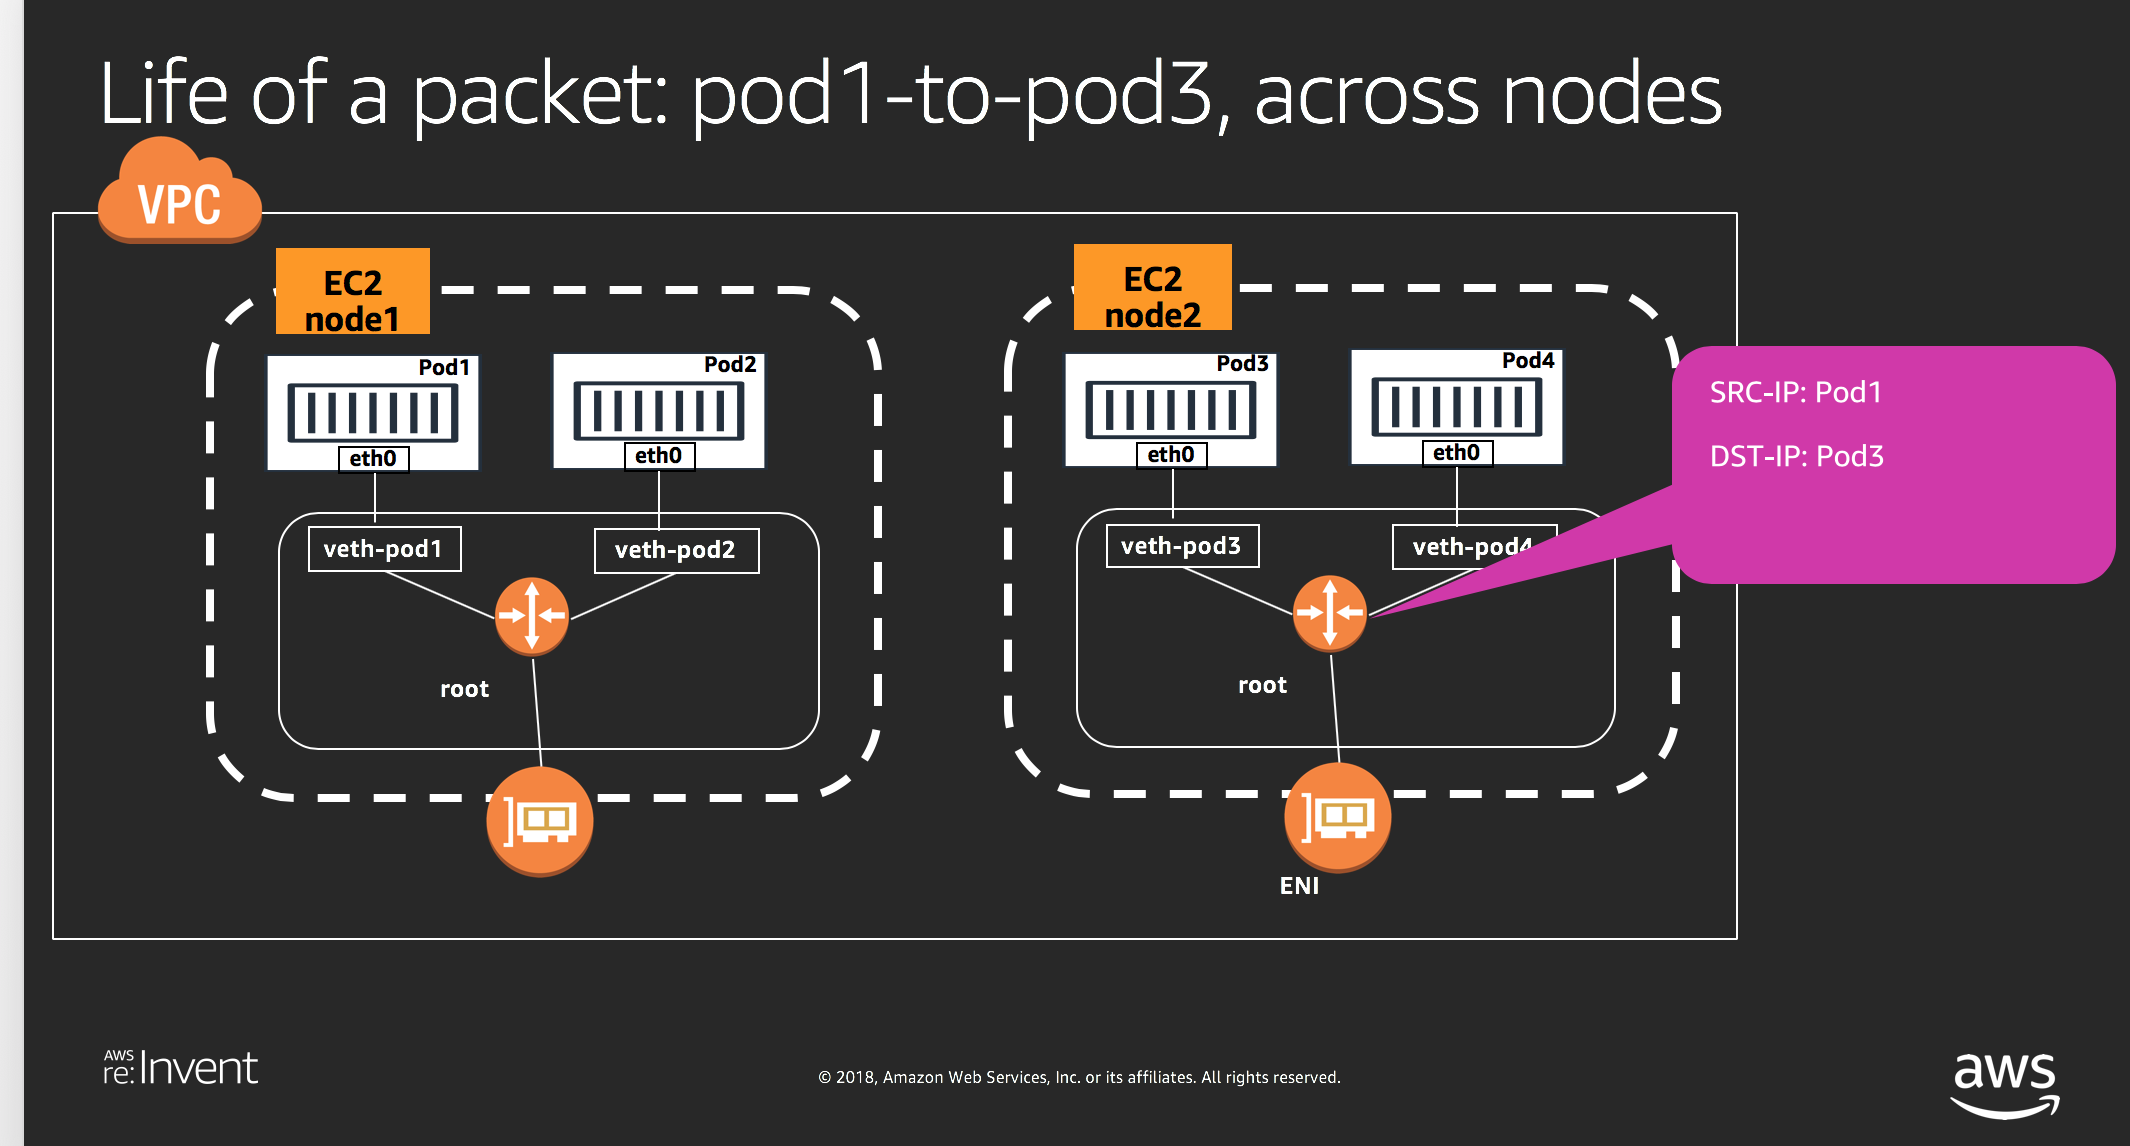 Life of a packet: pod1-to-pod3, across nodes
VPC
EC2
node1
EC2
node2
Pod1
Pod2
Pod3
Pod4
eth0
eth0
eth0
eth0
SRC-IP: Pod1
DST-IP: Pod3
veth-pod1
veth-pod2
veth-pod3
veth-pod4
root
root
ENI
AWS
re:Invent
© 2018, Amazon Web Services, Inc. or its affiliates. All rights reserved.
aws